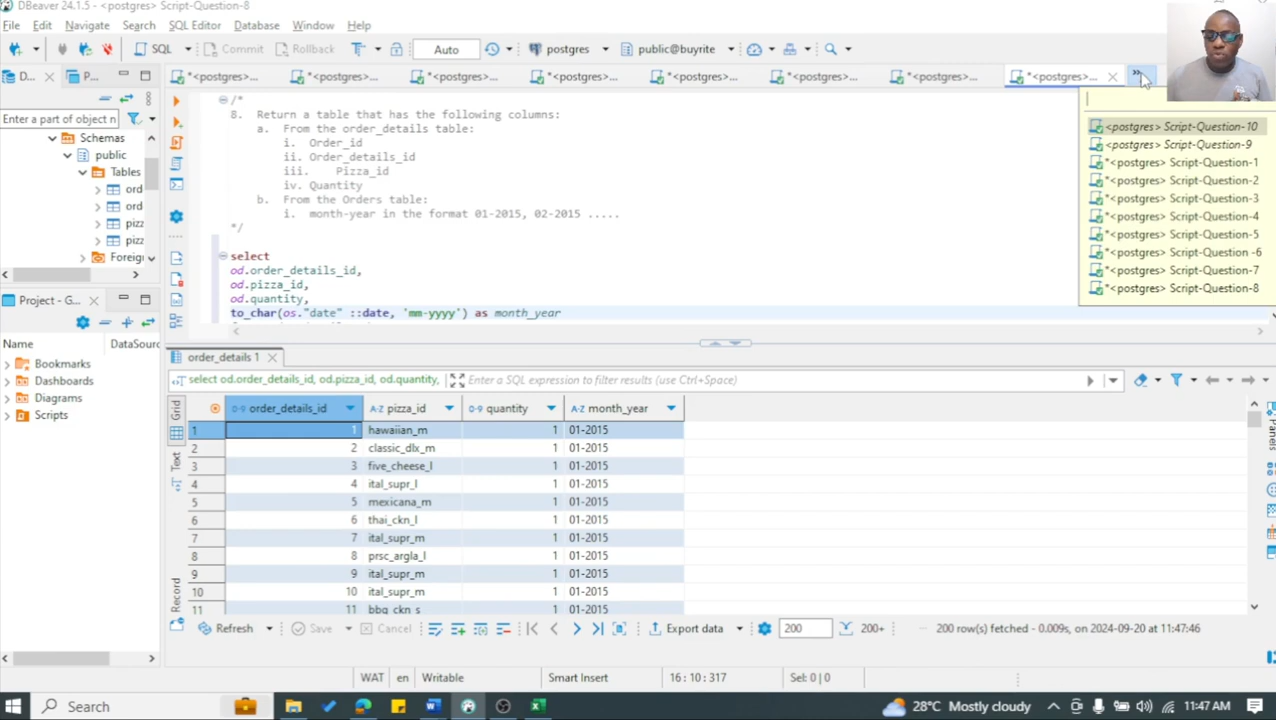 DBeaver 24.1.5 - <postgres> Script-Question-8
File Edit Navigate Search SQL Editor Database Window Help
SQL Commit Rollback Auto postgres public@buyrite
D... P... *<postgres>... *<postgres>... *<postgres>... *<postgres>... *<postgres>... *<postgres>... *<postgres>... *<postgres>...
Enter a part of object n
Schemas
public
Tables
ord
ord
pizz
pizz
Foreig
/*
8. Return a table that has the following columns:
a. From the order_details table:
i. Order_id
ii. Order_details_id
iii. Pizza_id
iv. Quantity
b. From the Orders table:
i. month-year in the format 01-2015, 02-2015 .....
*/
select
od.order_details_id,
od.pizza_id,
od.quantity,
to_char(os."date" ::date, 'mm-yyyy') as month_year
<postgres> Script-Question-10
<postgres> Script-Question-9
*<postgres> Script-Question-1
*<postgres> Script-Question-2
*<postgres> Script-Question-3
*<postgres> Script-Question-4
*<postgres> Script-Question-5
*<postgres> Script-Question -6
*<postgres> Script-Question-7
*<postgres> Script-Question-8
Project - G...
Name DataSourc
Bookmarks
Dashboards
Diagrams
Scripts
order_details 1
select od.order_details_id, od.pizza_id, od.quantity, Enter a SQL expression to filter results (use Ctrl+Space)
Grid
Text
Record
Panels
order_details_id pizza_id quantity month_year
1 1 hawaiian_m 1 01-2015
2 2 classic_dlx_m 1 01-2015
3 3 five_cheese_l 1 01-2015
4 4 ital_supr_l 1 01-2015
5 5 mexicana_m 1 01-2015
6 6 thai_ckn_l 1 01-2015
7 7 ital_supr_m 1 01-2015
8 8 prsc_argla_l 1 01-2015
9 9 ital_supr_m 1 01-2015
10 10 ital_supr_m 1 01-2015
11 11 bbq_ckn_s 1 01-2015
Refresh Save Cancel Export data 200 200+ 200 row(s) fetched - 0.009s, on 2024-09-20 at 11:47:46
WAT en Writable Smart Insert 16 : 10 : 317 Sel: 0 | 0
Search 28°C Mostly cloudy 11:47 AM